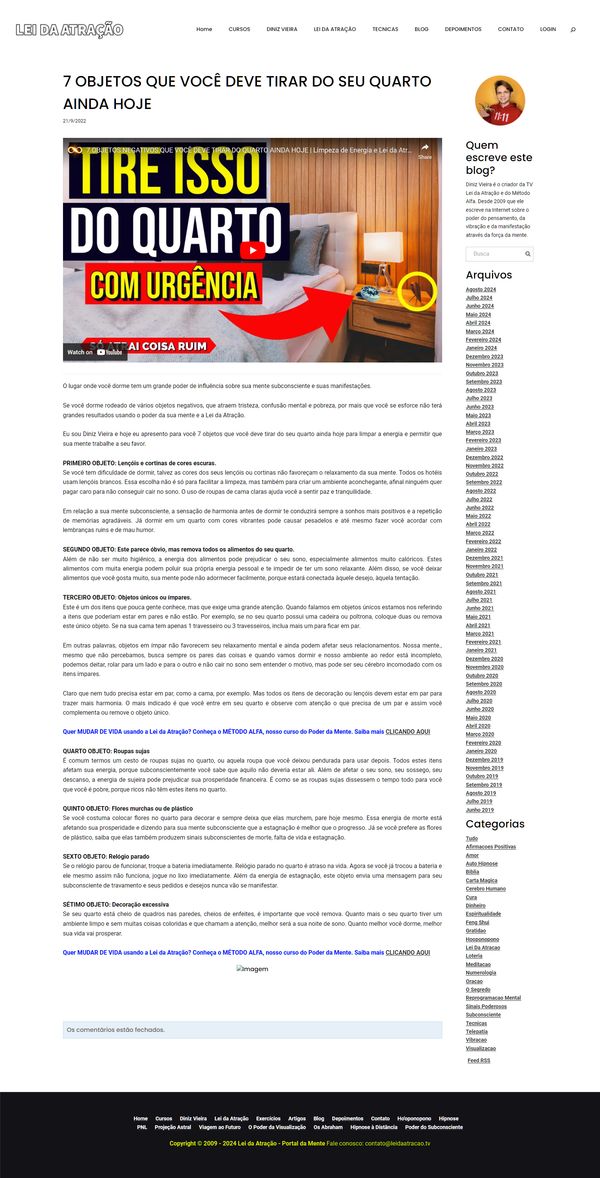 LEI DA ATRAÇÃO
Home CURSOS DINIZ VIEIRA LEI DA ATRAÇÃO TECNICAS BLOG DEPOIMENTOS CONTATO LOGIN
7 OBJETOS QUE VOCÊ DEVE TIRAR DO SEU QUARTO
AINDA HOJE
21/9/2022
7 OBJETOS NEGATIVOS QUE VOCÊ DEVE TIRAR DO QUARTO AINDA HOJE | Limpeza de Energia e Lei da Atr...
Share
TIRE ISSO
DO QUARTO
COM URGÊNCIA
SÓ ATRAI COISA RUIM
Watch on YouTube
O lugar onde você dorme tem um grande poder de influência sobre sua mente subconsciente e suas manifestações.
Se você dorme rodeado de vários objetos negativos, que atraem tristeza, confusão mental e pobreza, por mais que você se esforce não terá
grandes resultados usando o poder da sua mente e a Lei da Atração.
Eu sou Diniz Vieira e hoje eu apresento para você 7 objetos que você deve tirar do seu quarto ainda hoje para limpar a energia e permitir que
sua mente trabalhe a seu favor.
PRIMEIRO OBJETO: Lençóis e cortinas de cores escuras.
Se você tem dificuldade de dormir, talvez as cores dos seus lençóis ou cortinas não favoreçam o relaxamento da sua mente. Todos os hotéis
usam lençóis brancos. Essa escolha não é só para facilitar a limpeza, mas também para criar um ambiente aconchegante, afinal ninguém quer
pagar caro para não conseguir cair no sono. O uso de roupas de cama claras ajuda você a sentir paz e tranquilidade.
Em relação a sua mente subconsciente, a sensação de harmonia antes de dormir te conduzirá sempre a sonhos mais positivos e a repetição
de memórias agradáveis. Já dormir em um quarto com cores vibrantes pode causar pesadelos e até mesmo fazer você acordar com
lembranças ruins e de mau humor.
SEGUNDO OBJETO: Este parece óbvio, mas remova todos os alimentos do seu quarto.
Além de não ser muito higiênico, a energia dos alimentos pode prejudicar o seu sono, especialmente alimentos muito calóricos. Estes
alimentos com muita energia podem poluir sua própria energia pessoal e te impedir de ter um sono relaxante. Além disso, se você deixar
alimentos que você gosta muito, sua mente pode não adormecer facilmente, porque estará conectada àquele desejo, àquela tentação.
TERCEIRO OBJETO: Objetos únicos ou ímpares.
Este é um dos itens que pouca gente conhece, mas que exige uma grande atenção. Quando falamos em objetos únicos estamos nos referindo
a itens que poderiam estar em pares e não estão. Por exemplo, se no seu quarto possui uma cadeira ou poltrona, coloque duas ou remova
este único objeto. Se na sua cama tem apenas 1 travesseiro ou 3 travesseiros, inclua mais um para ficar em par.
Em outras palavras, objetos em ímpar não favorecem seu relaxamento mental e ainda podem afetar seus relacionamentos. Nossa mente.,
mesmo que não percebamos, busca sempre os pares das coisas e quando vamos dormir e nosso ambiente ao redor está incompleto,
podemos deitar, rolar para um lado e para o outro e não cair no sono sem entender o motivo, mas pode ser seu cérebro incomodado com os
itens ímpares.
Claro que nem tudo precisa estar em par, como a cama, por exemplo. Mas todos os itens de decoração ou lençóis devem estar em par para
trazer mais harmonia. O mais indicado é que você entre em seu quarto e observe com atenção o que precisa de um par e assim você
complementa ou remove o objeto único.
Quer MUDAR DE VIDA usando a Lei da Atração? Conheça o MÉTODO ALFA, nosso curso do Poder da Mente. Saiba mais CLICANDO AQUI
QUARTO OBJETO: Roupas sujas
É comum termos um cesto de roupas sujas no quarto, ou aquela roupa que você deixou pendurada para usar depois. Todos estes itens
afetam sua energia, porque subconscientemente você sabe que aquilo não deveria estar ali. Além de afetar o seu sono, seu sossego, seu
descanso, a energia de sujeira pode prejudicar sua prosperidade financeira. É como se as roupas sujas dissessem o tempo todo para você
que você é pobre, porque ricos não têm estes itens no quarto.
QUINTO OBJETO: Flores murchas ou de plástico
Se você costuma colocar flores no quarto para decorar e sempre deixa que elas murchem, pare hoje mesmo. Essa energia de morte está
afetando sua prosperidade e dizendo para sua mente subconsciente que a estagnação é melhor que o progresso. Já se você prefere as flores
de plástico, saiba que elas também produzem sinais subconscientes de morte, falta de vida e estagnação.
SEXTO OBJETO: Relógio parado
Se o relógio parou de funcionar, troque a bateria imediatamente. Relógio parado no quarto é atraso na vida. Agora se você já trocou a bateria e
ele mesmo assim não funciona, jogue no lixo imediatamente. Além da energia de estagnação, este objeto envia uma mensagem para seu
subconsciente de travamento e seus pedidos e desejos nunca vão se manifestar.
SÉTIMO OBJETO: Decoração excessiva
Se seu quarto está cheio de quadros nas paredes, cheios de enfeites, é importante que você remova. Quanto mais o seu quarto tiver um
ambiente limpo e sem muitas coisas coloridas e que chamam a atenção, melhor será a sua noite de sono. Quanto melhor você dorme, melhor
sua vida vai prosperar.
Quer MUDAR DE VIDA usando a Lei da Atração? Conheça o MÉTODO ALFA, nosso curso do Poder da Mente. Saiba mais CLICANDO AQUI
Imagem
Os comentários estão fechados.
11:11
Quem
escreve este
blog?
Diniz Vieira é o criador da TV
Lei da Atração e do Método
Alfa. Desde 2009 que ele
escreve na Internet sobre o
poder do pensamento, da
vibração e da manifestação
através da força da mente.
Busca
Arquivos
Agosto 2024
Julho 2024
Junho 2024
Maio 2024
Abril 2024
Março 2024
Fevereiro 2024
Janeiro 2024
Dezembro 2023
Novembro 2023
Outubro 2023
Setembro 2023
Agosto 2023
Julho 2023
Junho 2023
Maio 2023
Abril 2023
Março 2023
Fevereiro 2023
Janeiro 2023
Dezembro 2022
Novembro 2022
Outubro 2022
Setembro 2022
Agosto 2022
Julho 2022
Junho 2022
Maio 2022
Abril 2022
Março 2022
Fevereiro 2022
Janeiro 2022
Dezembro 2021
Novembro 2021
Outubro 2021
Setembro 2021
Agosto 2021
Julho 2021
Junho 2021
Maio 2021
Abril 2021
Março 2021
Fevereiro 2021
Janeiro 2021
Dezembro 2020
Novembro 2020
Outubro 2020
Setembro 2020
Agosto 2020
Julho 2020
Junho 2020
Maio 2020
Abril 2020
Março 2020
Fevereiro 2020
Janeiro 2020
Dezembro 2019
Novembro 2019
Outubro 2019
Setembro 2019
Agosto 2019
Julho 2019
Junho 2019
Categorias
Tudo
Afirmacoes Positivas
Amor
Auto Hipnose
Biblia
Carta Magica
Cerebro Humano
Cura
Dinheiro
Espiritualidade
Feng Shui
Gratidao
Hooponopono
Lei Da Atracao
Loteria
Meditacao
Numerologia
Oracao
O Segredo
Reprogramacao Mental
Sinais Poderosos
Subconsciente
Tecnicas
Telepatia
Vibracao
Visualizacao
Feed RSS
Home Cursos Diniz Vieira Lei da Atração Exercícios Artigos Blog Depoimentos Contato Ho'oponopono Hipnose
PNL Projeção Astral Viagem ao Futuro O Poder da Visualização Os Abraham Hipnose à Distância Poder do Subconsciente
Copyright © 2009 - 2024 Lei da Atração - Portal da Mente Fale conosco: contato@leidaatracao.tv